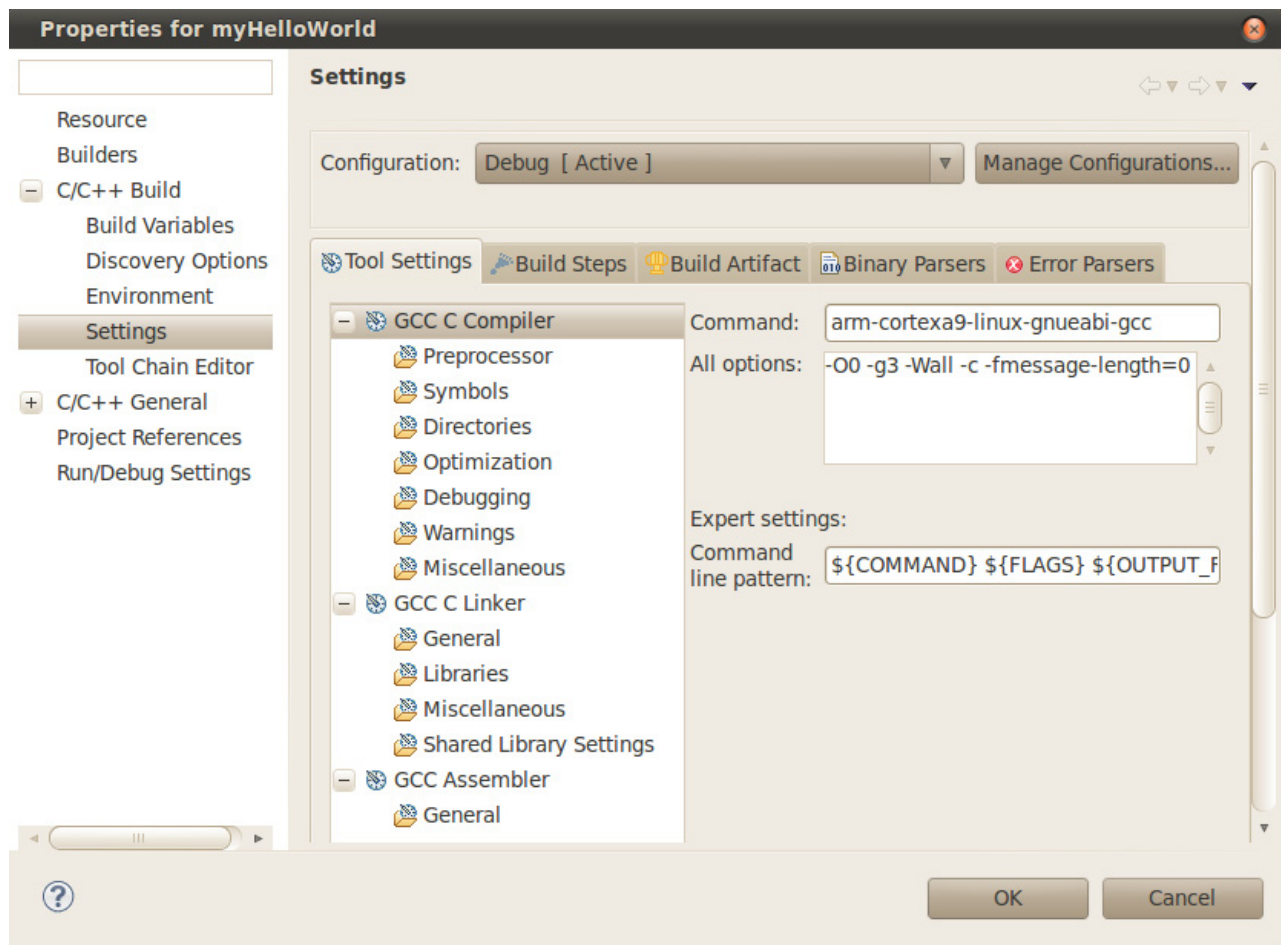 Properties for myHelloWorld
Settings
Resource
Builders
C/C++ Build
Build Variables
Discovery Options
Environment
Settings
Tool Chain Editor
C/C++ General
Project References
Run/Debug Settings
Configuration: Debug [ Active ] Manage Configurations...
Tool Settings Build Steps Build Artifact Binary Parsers Error Parsers
GCC C Compiler
Preprocessor
Symbols
Directories
Optimization
Debugging
Warnings
Miscellaneous
GCC C Linker
General
Libraries
Miscellaneous
Shared Library Settings
GCC Assembler
General
Command: arm-cortexa9-linux-gnueabi-gcc
All options: -O0 -g3 -Wall -c -fmessage-length=0
Expert settings:
Command
line pattern: ${COMMAND} ${FLAGS} ${OUTPUT_F
OK Cancel